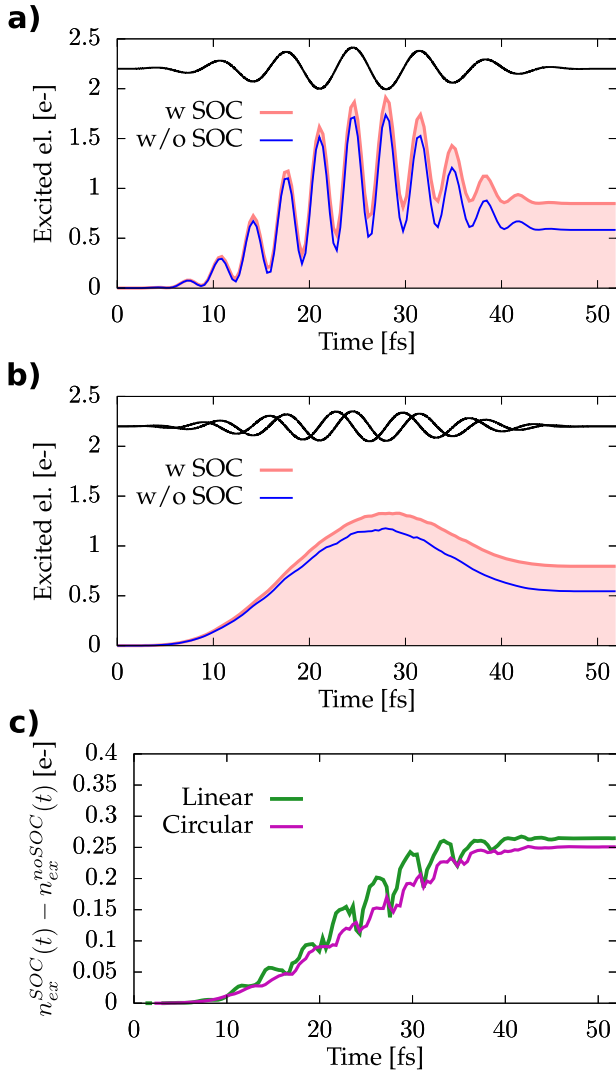 a)
Excited el. [e-]
2.5
2
1.5
1
0.5
0
w SOC
w/o SOC
0 10 20 30 40 50
Time [fs]
b)
Excited el. [e-]
2.5
2
1.5
1
0.5
0
w SOC
w/o SOC
0 10 20 30 40 50
Time [fs]
c)
n_{ex}^{SOC}(t) − n_{ex}^{noSOC}(t) [e-]
0.4
0.35
0.3
0.25
0.20
0.15
0.1
0.05
0
Linear
Circular
0 10 20 30 40 50
Time [fs]